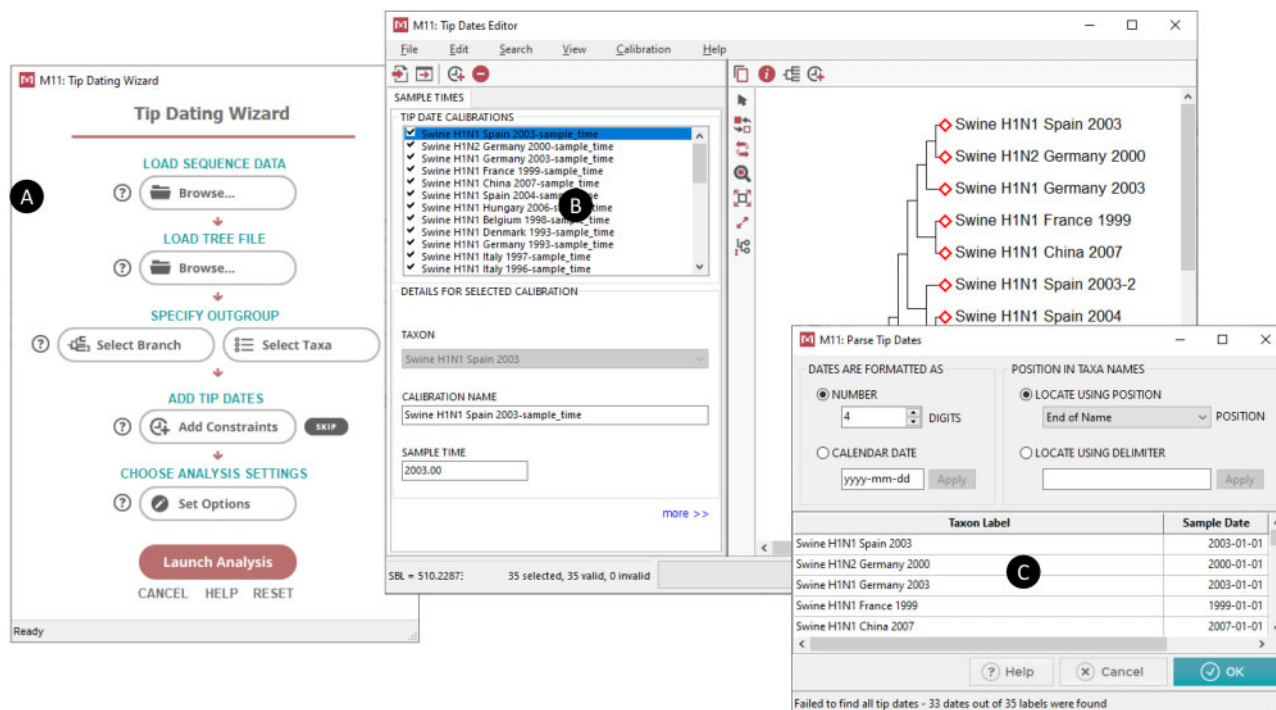 M11: Tip Dating Wizard
Tip Dating Wizard
LOAD SEQUENCE DATA
? Browse...
LOAD TREE FILE
? Browse...
SPECIFY OUTGROUP
? Select Branch Select Taxa
ADD TIP DATES
? Add Constraints SKIP
CHOOSE ANALYSIS SETTINGS
? Set Options
Launch Analysis
CANCEL HELP RESET
Ready
A
M11: Tip Dates Editor
File Edit Search View Calibration Help
SAMPLE TIMES
TIP DATE CALIBRATIONS
Swine H1N1 Spain 2003-sample_time
Swine H1N2 Germany 2000-sample_time
Swine H1N1 Germany 2003-sample_time
Swine H1N1 France 1999-sample_time
Swine H1N1 China 2007-sample_time
Swine H1N1 Spain 2004-sample_time
Swine H1N1 Hungary 2006-sample_time
Swine H1N1 Belgium 1998-sample_time
Swine H1N1 Denmark 1993-sample_time
Swine H1N1 Germany 1993-sample_time
Swine H1N1 Italy 1997-sample_time
Swine H1N1 Italy 1996-sample_time
B
DETAILS FOR SELECTED CALIBRATION
TAXON
Swine H1N1 Spain 2003
CALIBRATION NAME
Swine H1N1 Spain 2003-sample_time
SAMPLE TIME
2003.00
more >>
SBL = 510.2287 35 selected, 35 valid, 0 invalid
Swine H1N1 Spain 2003
Swine H1N2 Germany 2000
Swine H1N1 Germany 2003
Swine H1N1 France 1999
Swine H1N1 China 2007
Swine H1N1 Spain 2003-2
Swine H1N1 Spain 2004
M11: Parse Tip Dates
DATES ARE FORMATTED AS
NUMBER
4 DIGITS
CALENDAR DATE
yyyy-mm-dd Apply
POSITION IN TAXA NAMES
LOCATE USING POSITION
End of Name POSITION
LOCATE USING DELIMITER
Apply
Taxon Label Sample Date
Swine H1N1 Spain 2003 2003-01-01
Swine H1N2 Germany 2000 2000-01-01
Swine H1N1 Germany 2003 2003-01-01
Swine H1N1 France 1999 1999-01-01
Swine H1N1 China 2007 2007-01-01
C
? Help Cancel OK
Failed to find all tip dates - 33 dates out of 35 labels were found